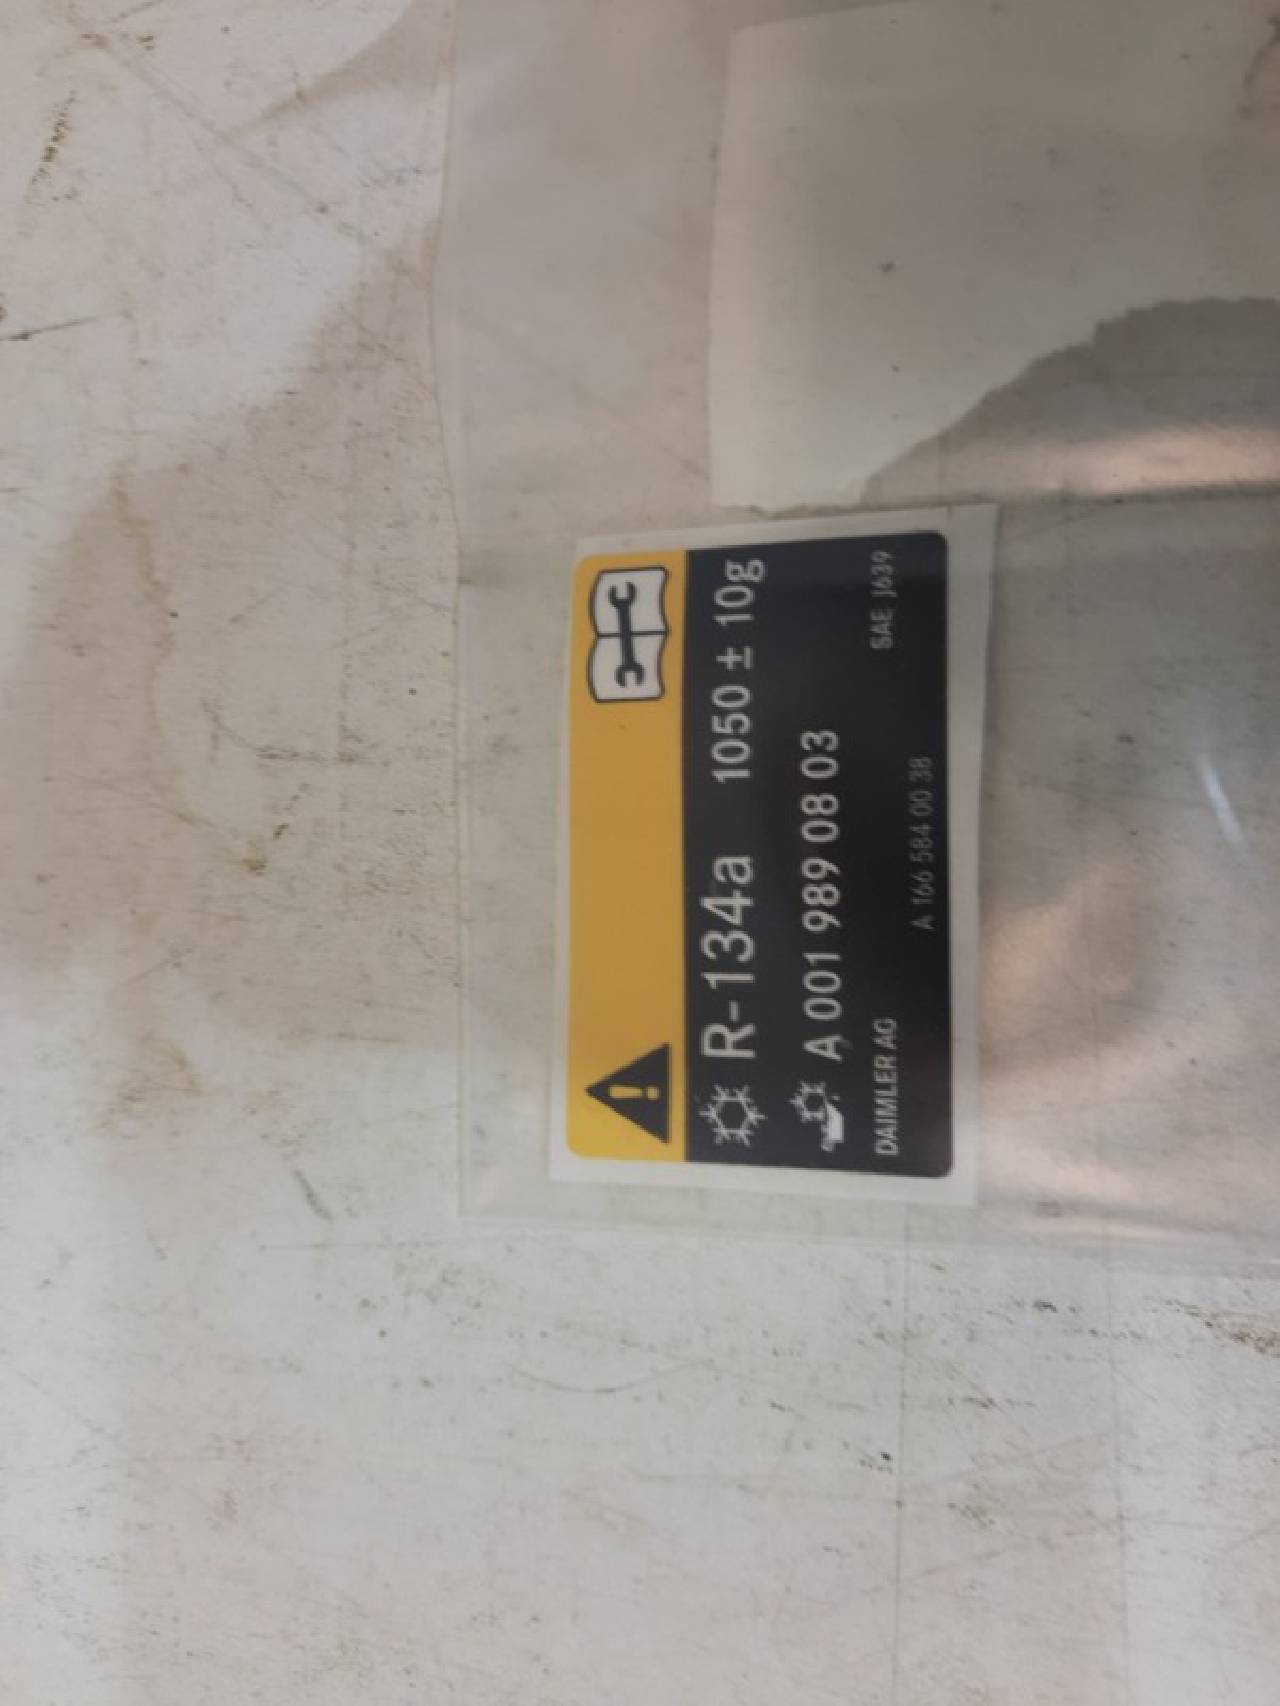 R-134a 1050 ± 10g
A 001 989 08 03
DAIMLER AG SAE J639
A 166 584 00 38